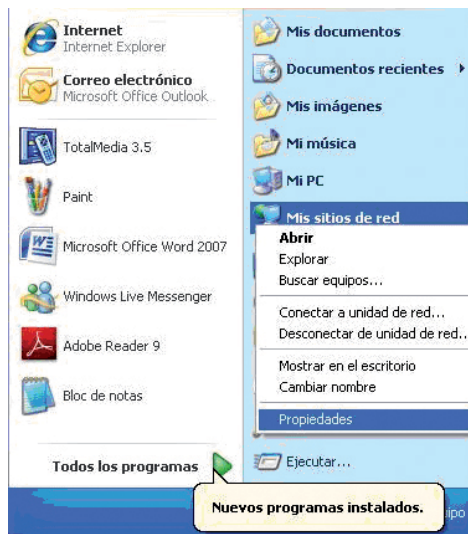 Internet
Internet Explorer
Correo electrónico
Microsoft Office Outlook
TotalMedia 3.5
Paint
Microsoft Office Word 2007
Windows Live Messenger
Adobe Reader 9
Bloc de notas
Todos los programas
Mis documentos
Documentos recientes
Mis imágenes
Mi música
Mi PC
Mis sitios de red
Abrir
Explorar
Buscar equipos...
Conectar a unidad de red...
Desconectar de unidad de red..
Mostrar en el escritorio
Cambiar nombre
Propiedades
Ejecutar...
Nuevos programas instalados.
ipo